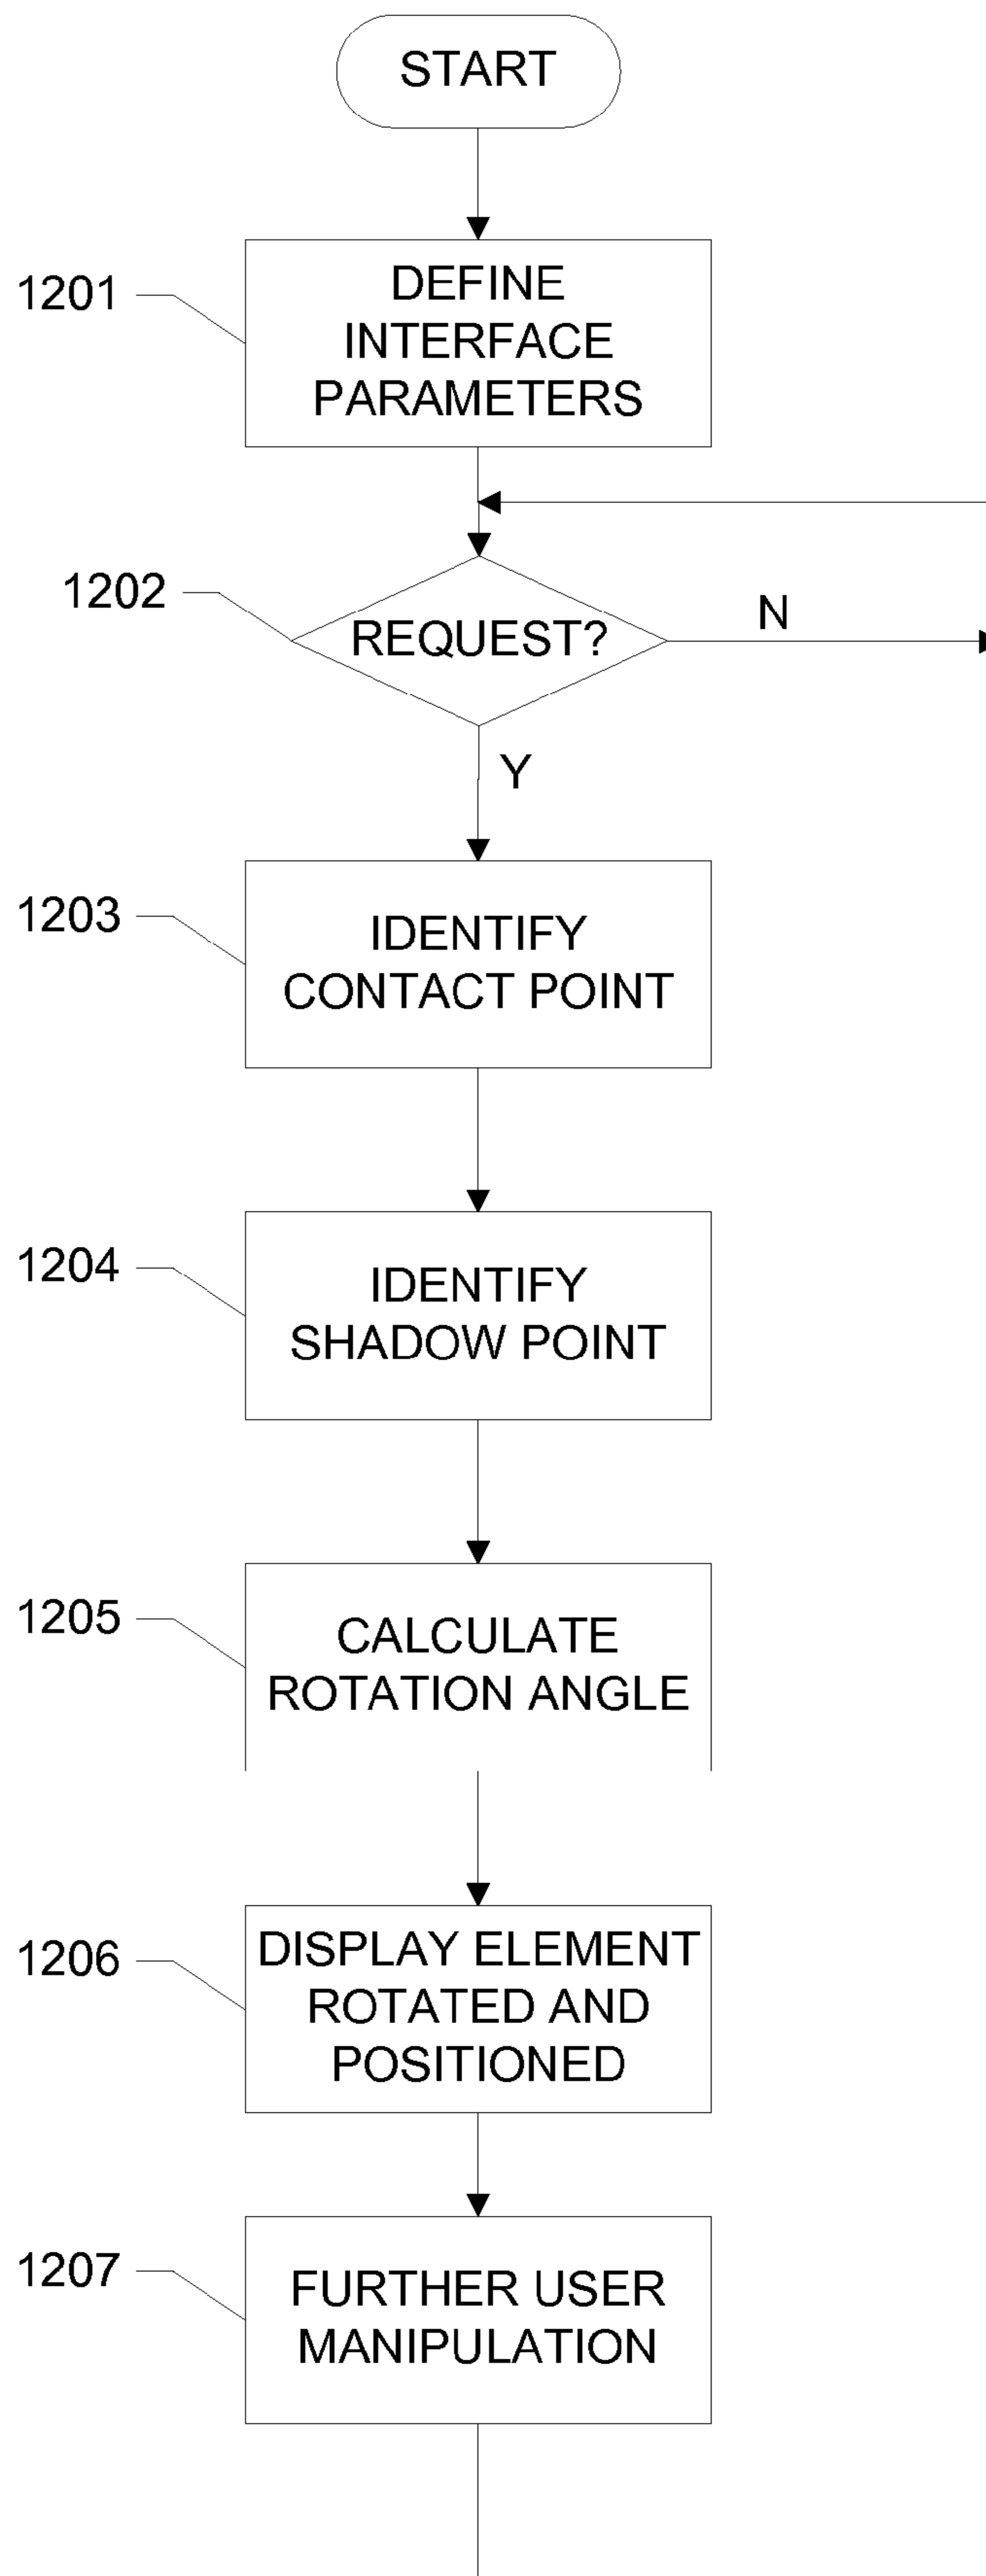 START
1201
DEFINE
INTERFACE
PARAMETERS
1202
REQUEST?
N
Y
1203
IDENTIFY
CONTACT POINT
1204
IDENTIFY
SHADOW POINT
1205
CALCULATE
ROTATION ANGLE
1206
DISPLAY ELEMENT
ROTATED AND
POSITIONED
1207
FURTHER USER
MANIPULATION